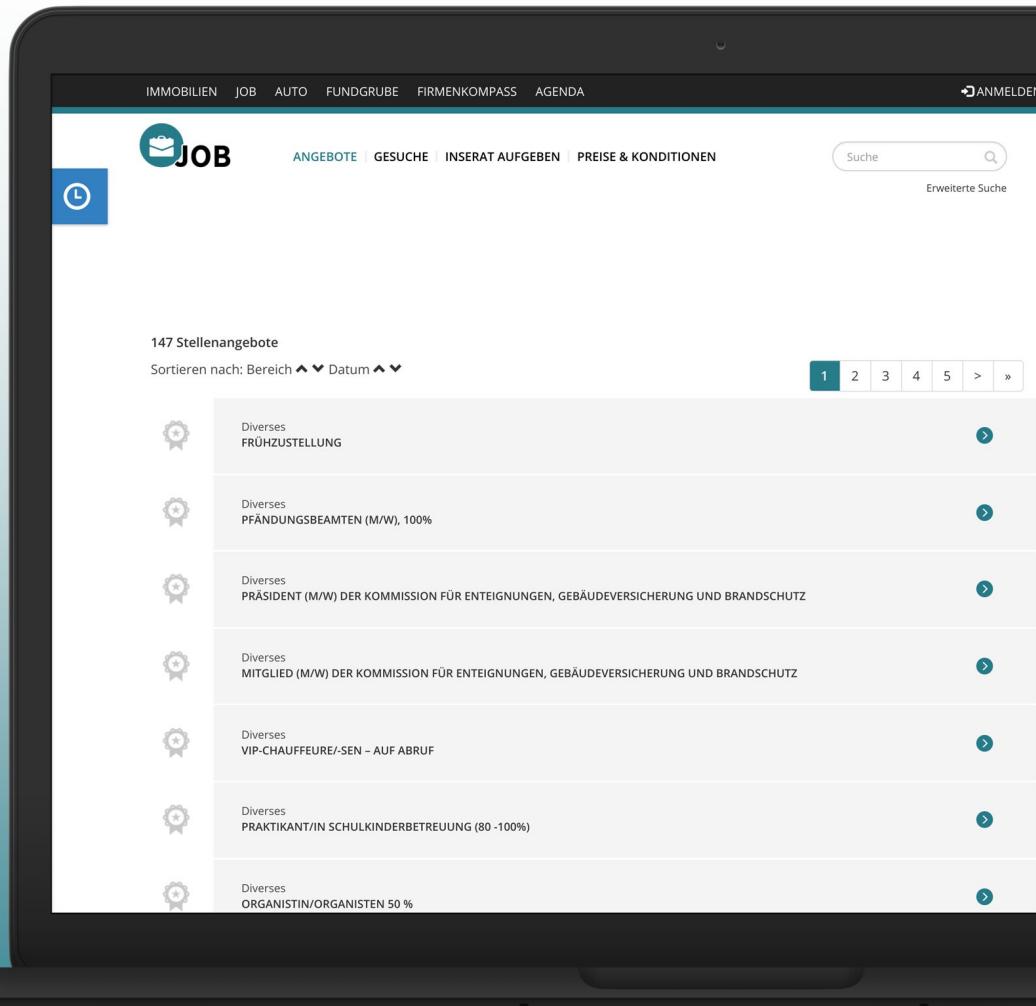 IMMOBILIEN JOB AUTO FUNDGRUBE FIRMENKOMPASS AGENDA ANMELDEN
JOB ANGEBOTE GESUCHE INSERAT AUFGEBEN PREISE & KONDITIONEN Suche
Erweiterte Suche
147 Stellenangebote
Sortieren nach: Bereich Datum
1 2 3 4 5 > »
Diverses
FRÜHZUSTELLUNG
Diverses
PFÄNDUNGSBEAMTEN (M/W), 100%
Diverses
PRÄSIDENT (M/W) DER KOMMISSION FÜR ENTEIGNUNGEN, GEBÄUDEVERSICHERUNG UND BRANDSCHUTZ
Diverses
MITGLIED (M/W) DER KOMMISSION FÜR ENTEIGNUNGEN, GEBÄUDEVERSICHERUNG UND BRANDSCHUTZ
Diverses
VIP-CHAUFFEURE/-SEN – AUF ABRUF
Diverses
PRAKTIKANT/IN SCHULKINDERBETREUUNG (80 -100%)
Diverses
ORGANISTIN/ORGANISTEN 50 %